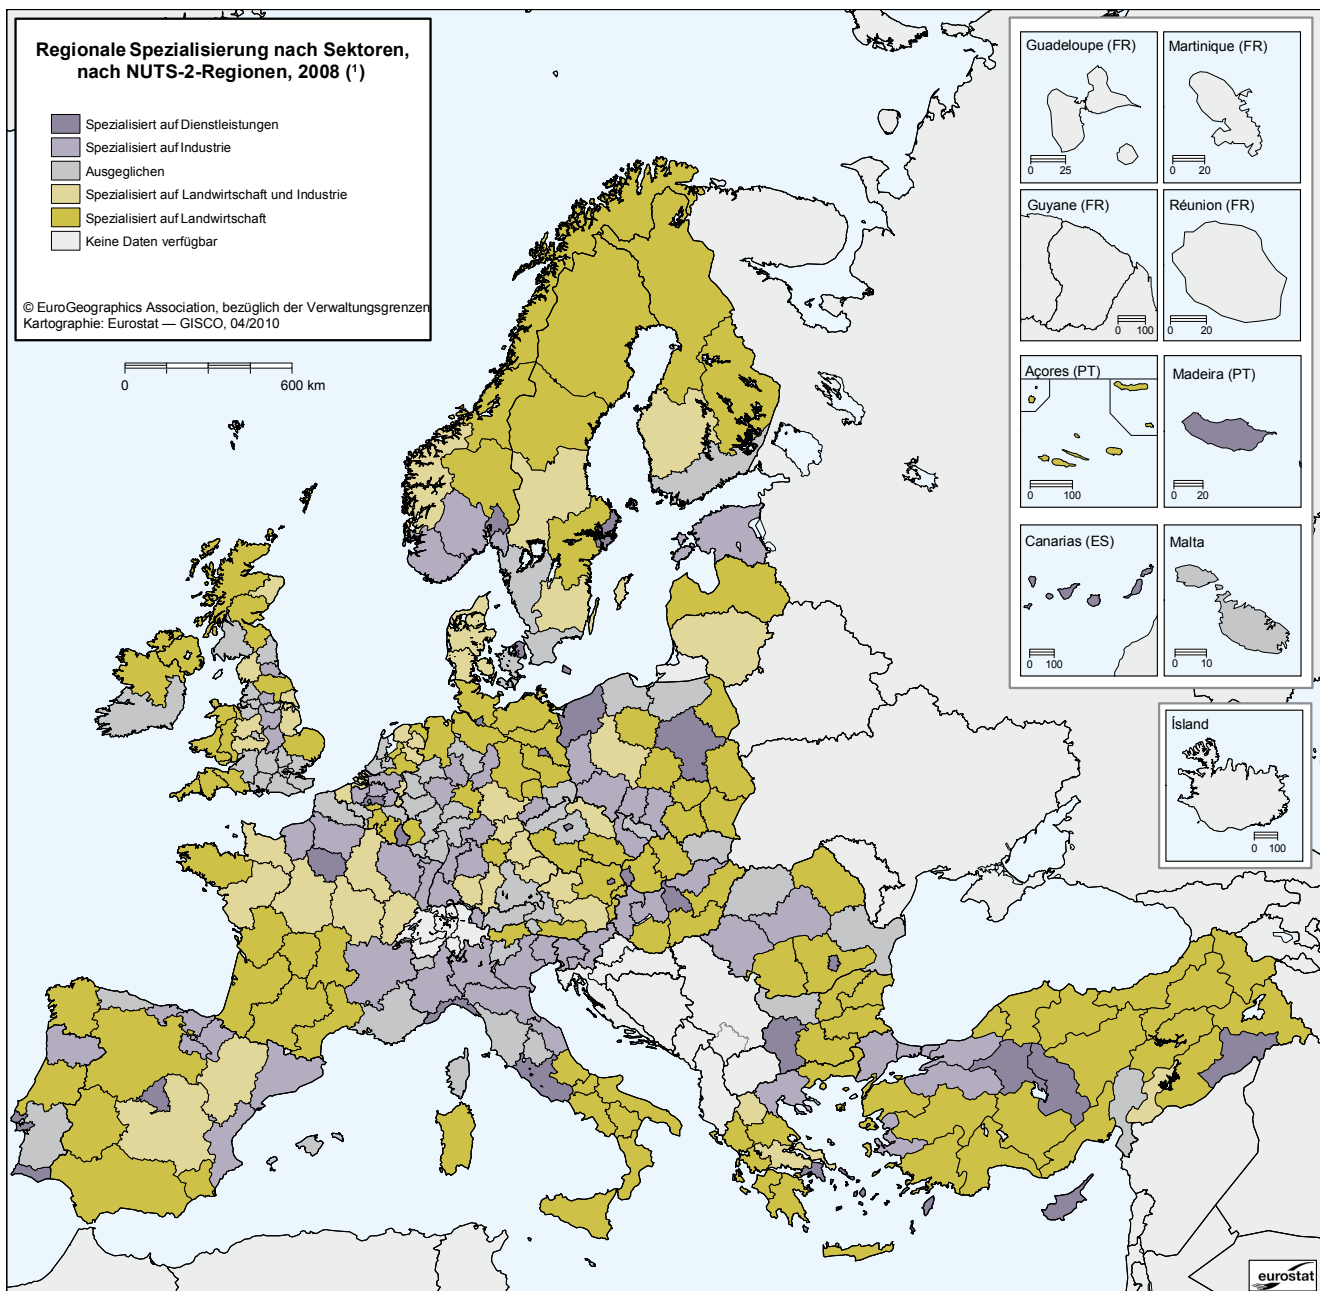 Regionale Spezialisierung nach Sektoren,
nach NUTS-2-Regionen, 2008 (¹)
Spezialisiert auf Dienstleistungen
Spezialisiert auf Industrie
Ausgeglichen
Spezialisiert auf Landwirtschaft und Industrie
Spezialisiert auf Landwirtschaft
Keine Daten verfügbar
© EuroGeographics Association, bezüglich der Verwaltungsgrenzen
Kartographie: Eurostat — GISCO, 04/2010
0 600 km
Guadeloupe (FR)
0 25
Martinique (FR)
0 20
Guyane (FR)
0 100
Réunion (FR)
0 20
Açores (PT)
0 100
Madeira (PT)
0 20
Canarias (ES)
0 100
Malta
0 10
Ísland
0 100
eurostat